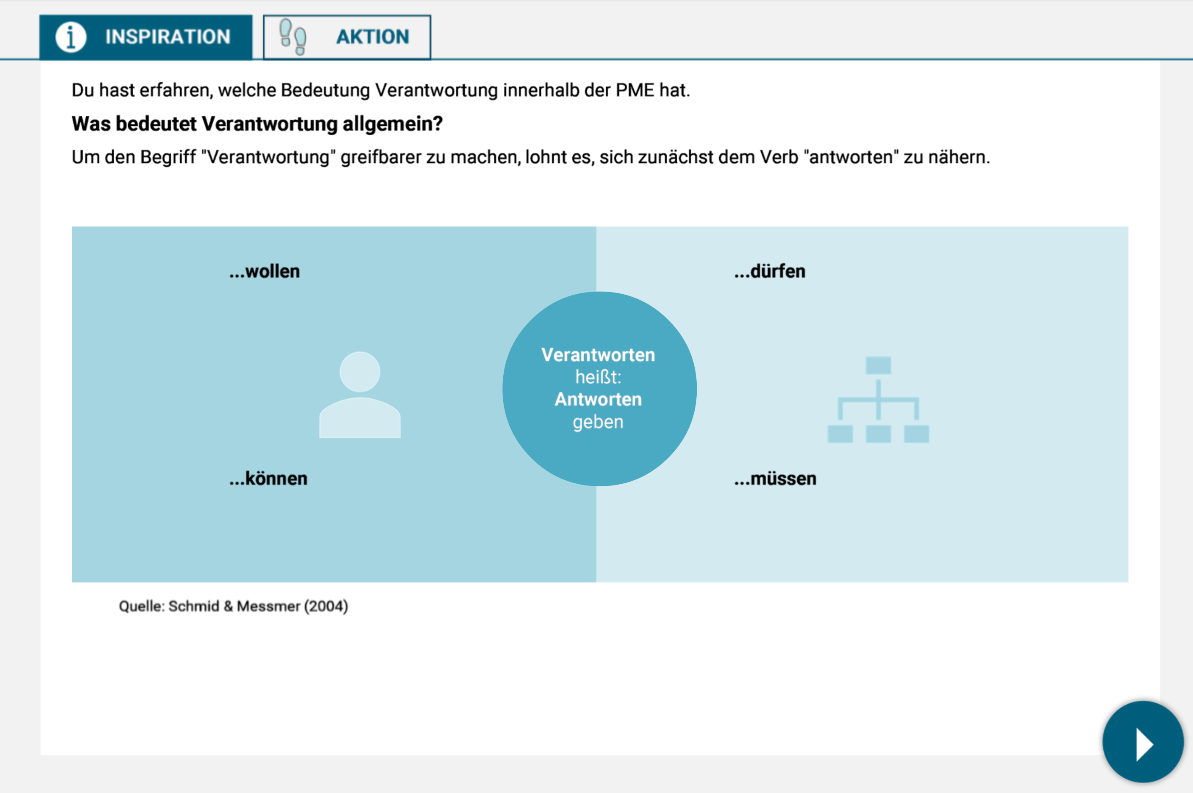 INSPIRATION
AKTION
Du hast erfahren, welche Bedeutung Verantwortung innerhalb der PME hat.
Was bedeutet Verantwortung allgemein?
Um den Begriff "Verantwortung" greifbarer zu machen, lohnt es, sich zunächst dem Verb "antworten" zu nähern.
...wollen
...dürfen
Verantworten
heißt:
Antworten
geben
...können
...müssen
Quelle: Schmid & Messmer (2004)